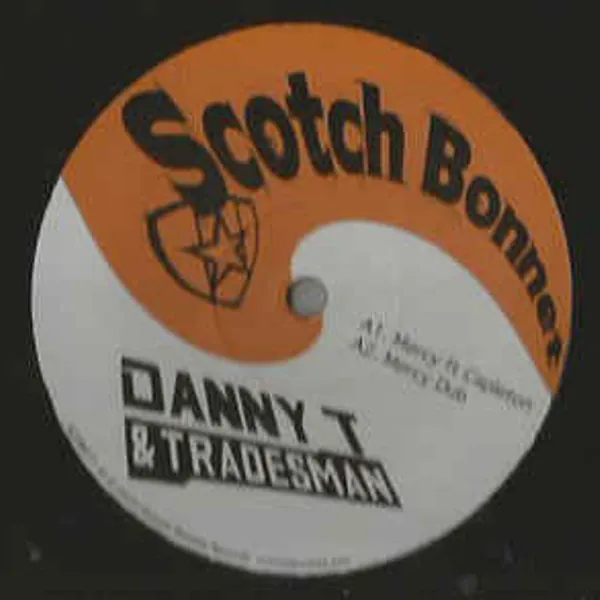 Scotch Bonnet
A1. Mercy ft Capleton
A2. Mercy Dub
DANNY T
& TRADESMAN